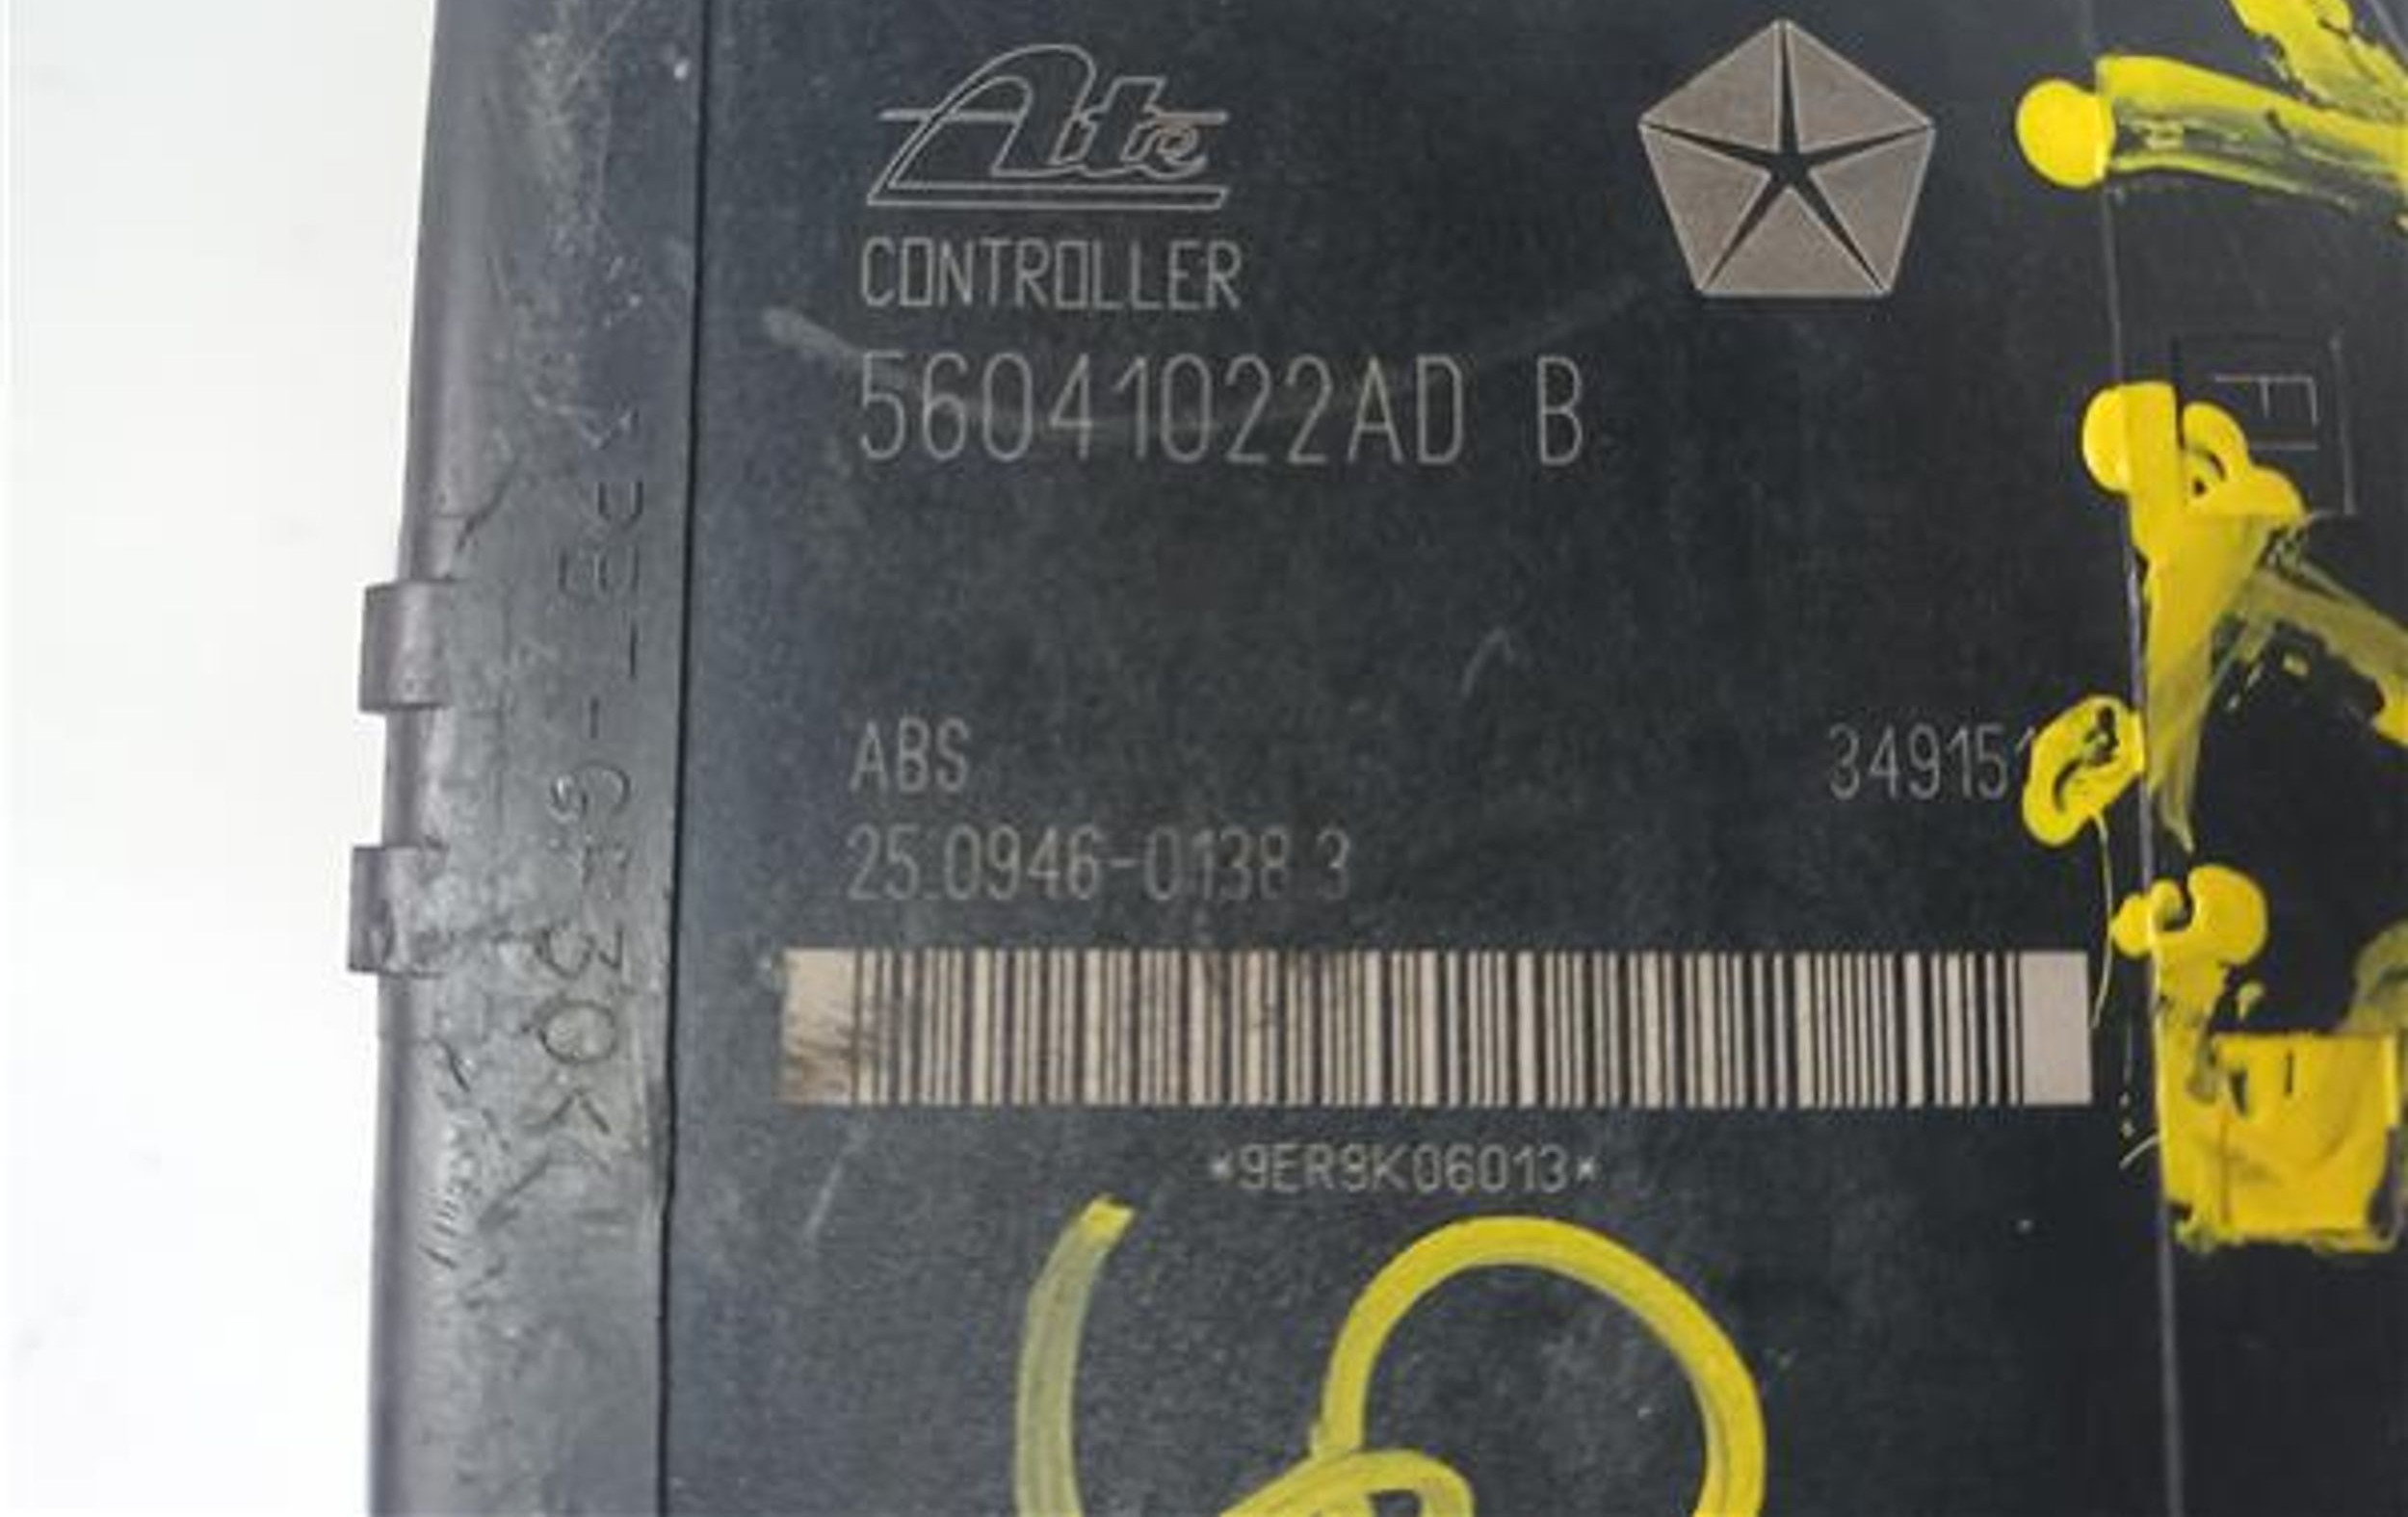 Ate
CONTROLLER
56041022AD B
ABS
349151
25.0946-0138.3
*9ER9K06013*